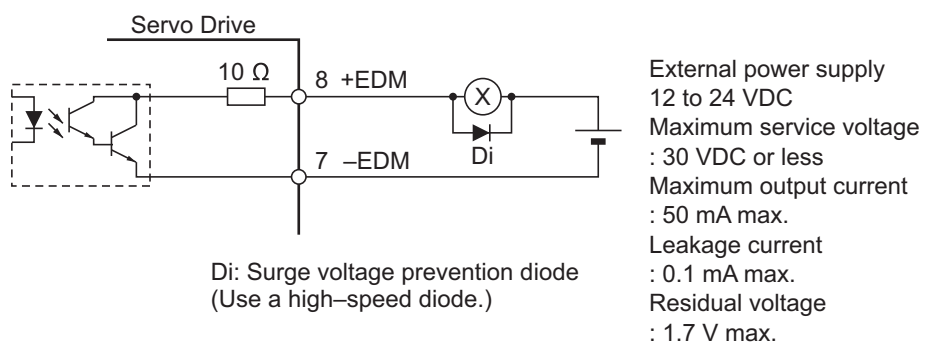 Servo Drive
10 Ω
8 +EDM
X
Di
7 –EDM
Di: Surge voltage prevention diode
(Use a high–speed diode.)
External power supply
12 to 24 VDC
Maximum service voltage
: 30 VDC or less
Maximum output current
: 50 mA max.
Leakage current
: 0.1 mA max.
Residual voltage
: 1.7 V max.